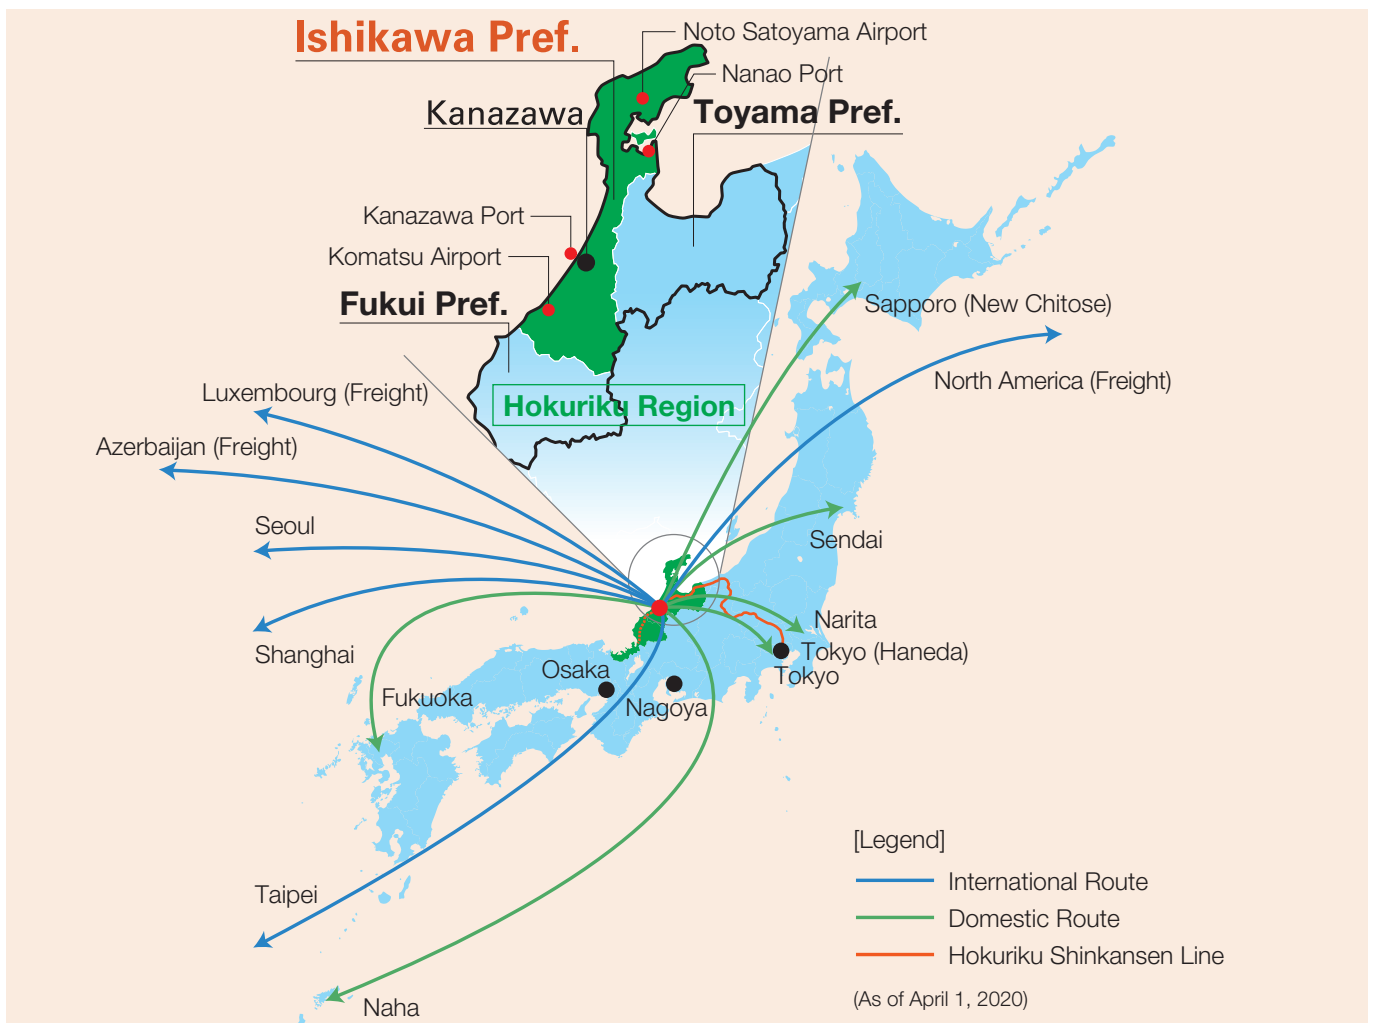 Ishikawa Pref.
Noto Satoyama Airport
Nanao Port
Kanazawa
Toyama Pref.
Kanazawa Port
Komatsu Airport
Fukui Pref.
Sapporo (New Chitose)
North America (Freight)
Luxembourg (Freight)
Hokuriku Region
Azerbaijan (Freight)
Seoul
Sendai
Shanghai
Narita
Tokyo (Haneda)
Tokyo
Osaka
Fukuoka
Nagoya
Taipei
Naha
[Legend]
International Route
Domestic Route
Hokuriku Shinkansen Line
(As of April 1, 2020)